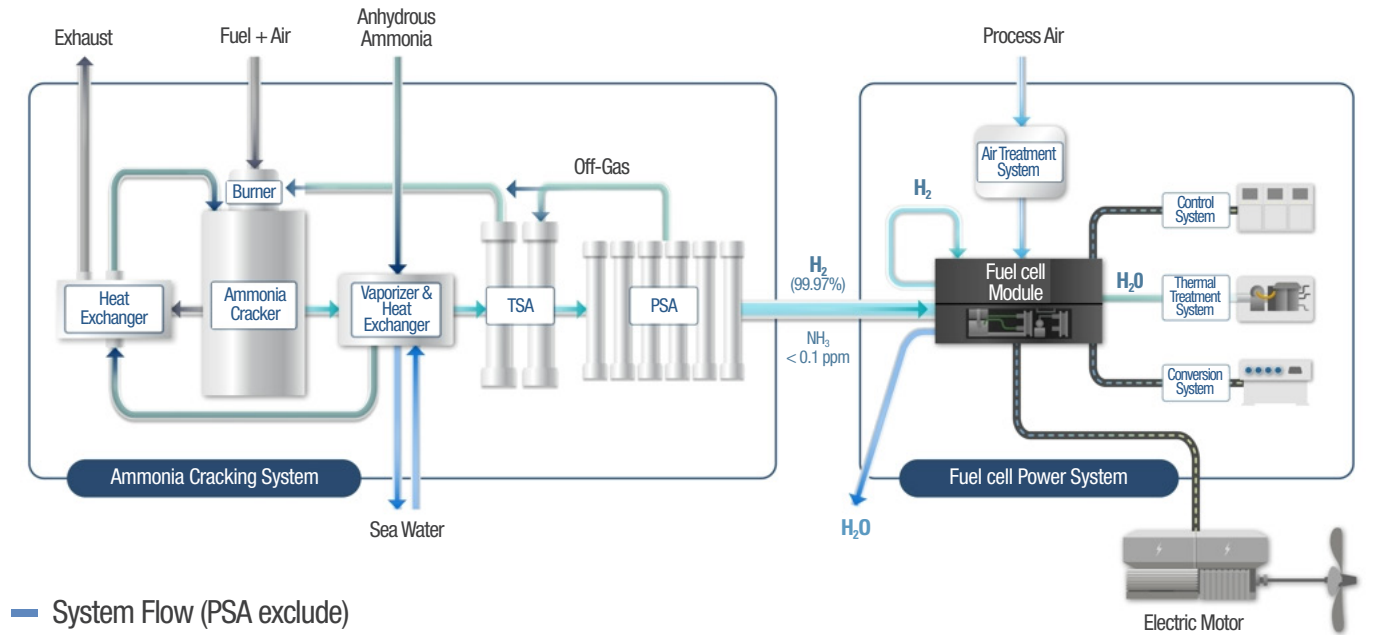 Exhaust
Fuel + Air
Anhydrous
Ammonia
Process Air
Off-Gas
Burner
Air Treatment
System
H₂
Control
System
Heat
Exchanger
Ammonia
Cracker
Vaporizer &
Heat
Exchanger
TSA
PSA
H₂
(99.97%)
NH₃
< 0.1 ppm
Fuel cell
Module
H₂O
Thermal
Treatment
System
Conversion
System
Ammonia Cracking System
Fuel cell Power System
Sea Water
H₂O
Electric Motor
System Flow (PSA exclude)